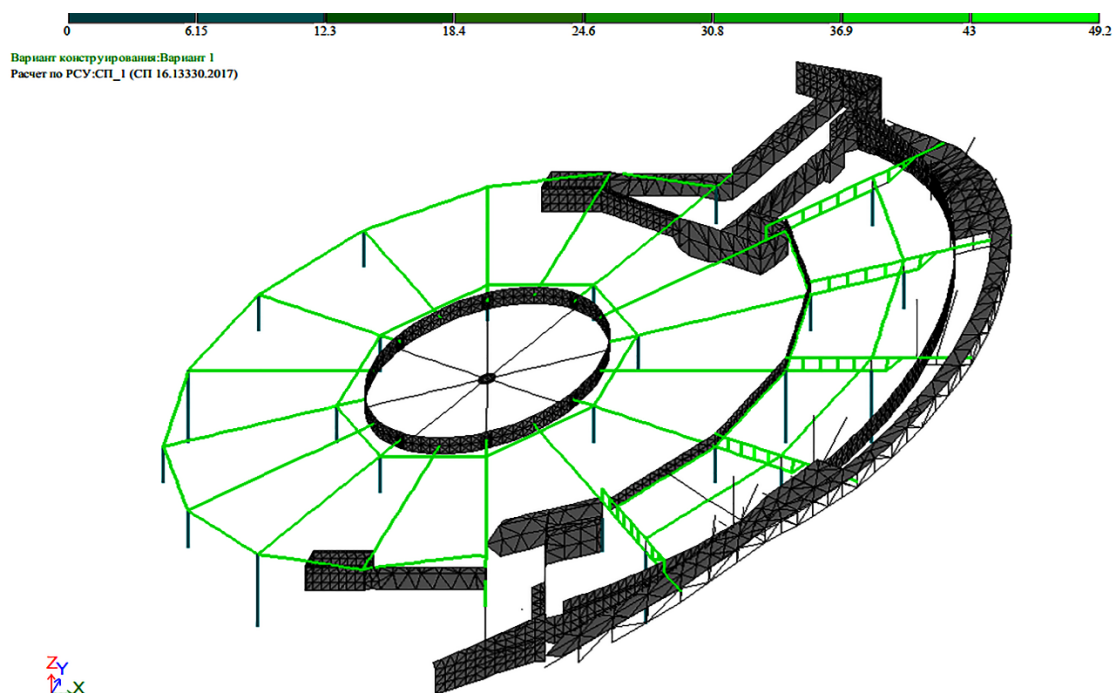 0 6.15 12.3 18.4 24.6 30.8 36.9 43 49.2
Вариант конструирования:Вариант 1
Расчет по РСУ:СП_1 (СП 16.13330.2017)
Z
Y
X